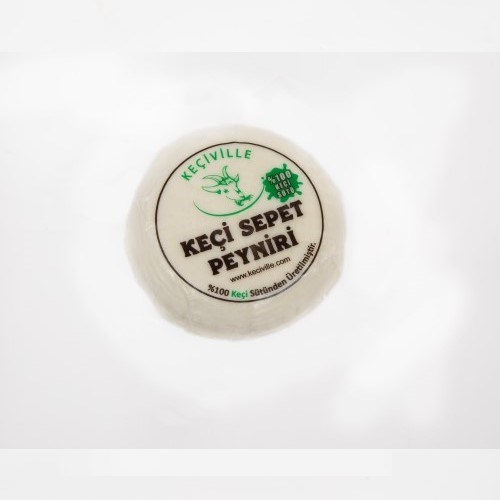 KEÇİVILLE
%100
KEÇİ
SÜTÜ
KEÇİ SEPET
PEYNİRİ
www.keciville.com
%100 Keçi Sütünden Üretilmiştir.